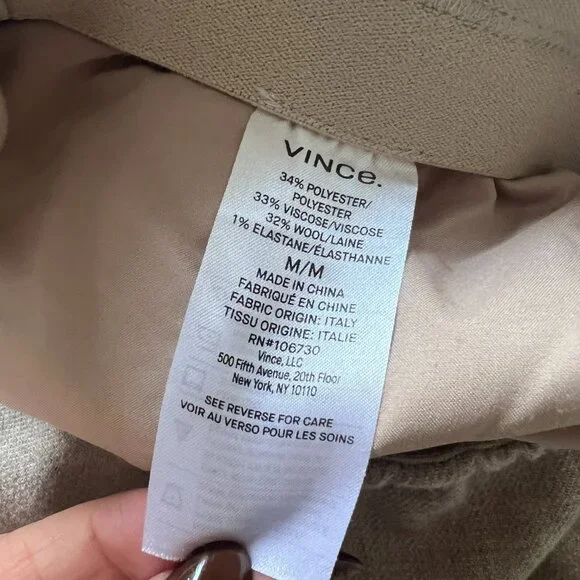 VINCE.
34% POLYESTER/
POLYESTER
33% VISCOSE/VISCOSE
32% WOOL/LAINE
1% ELASTANE/ÉLASTHANNE
M/M
MADE IN CHINA
FABRIQUÉ EN CHINE
FABRIC ORIGIN: ITALY
TISSU ORIGINE: ITALIE
RN#106730
Vince, LLC
500 Fifth Avenue, 20th Floor
New York, NY 10110
SEE REVERSE FOR CARE
VOIR AU VERSO POUR LES SOINS